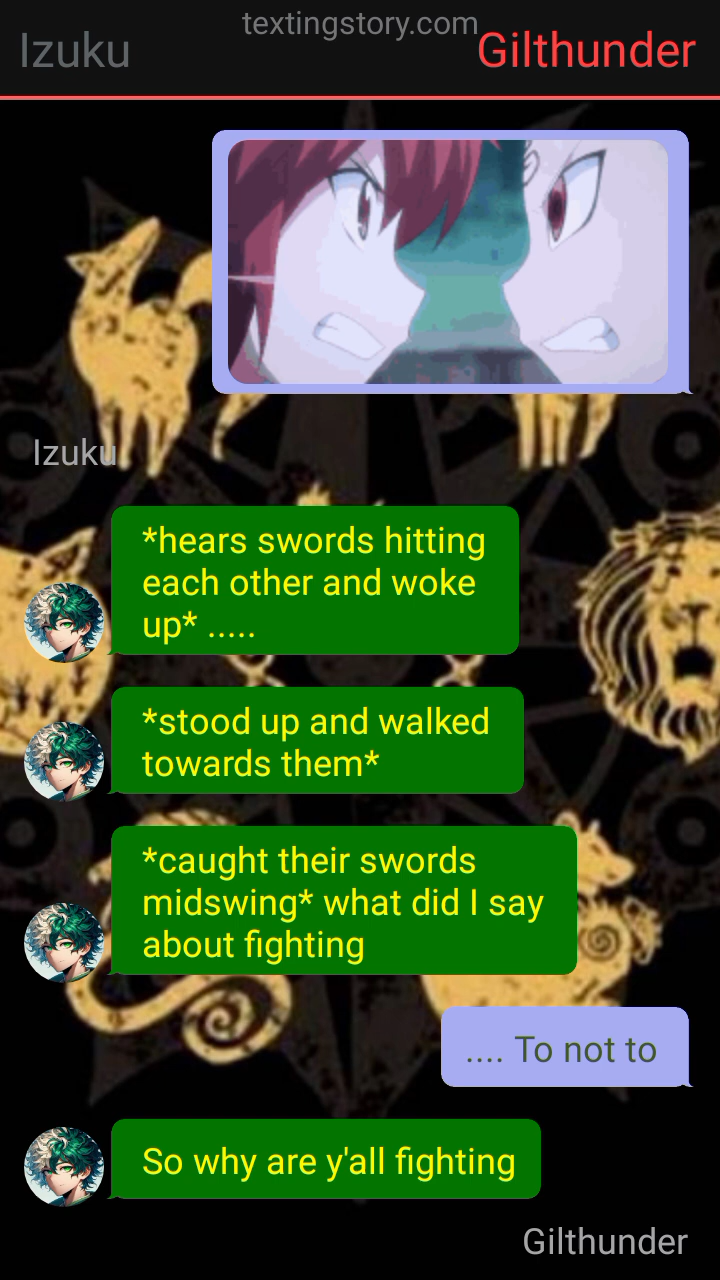 textingstory.com
Izuku
Gilthunder
Izuku
*hears swords hitting
each other and woke
up* .....
*stood up and walked
towards them*
*caught their swords
midswing* what did I say
about fighting
.... To not to
So why are y'all fighting
Gilthunder